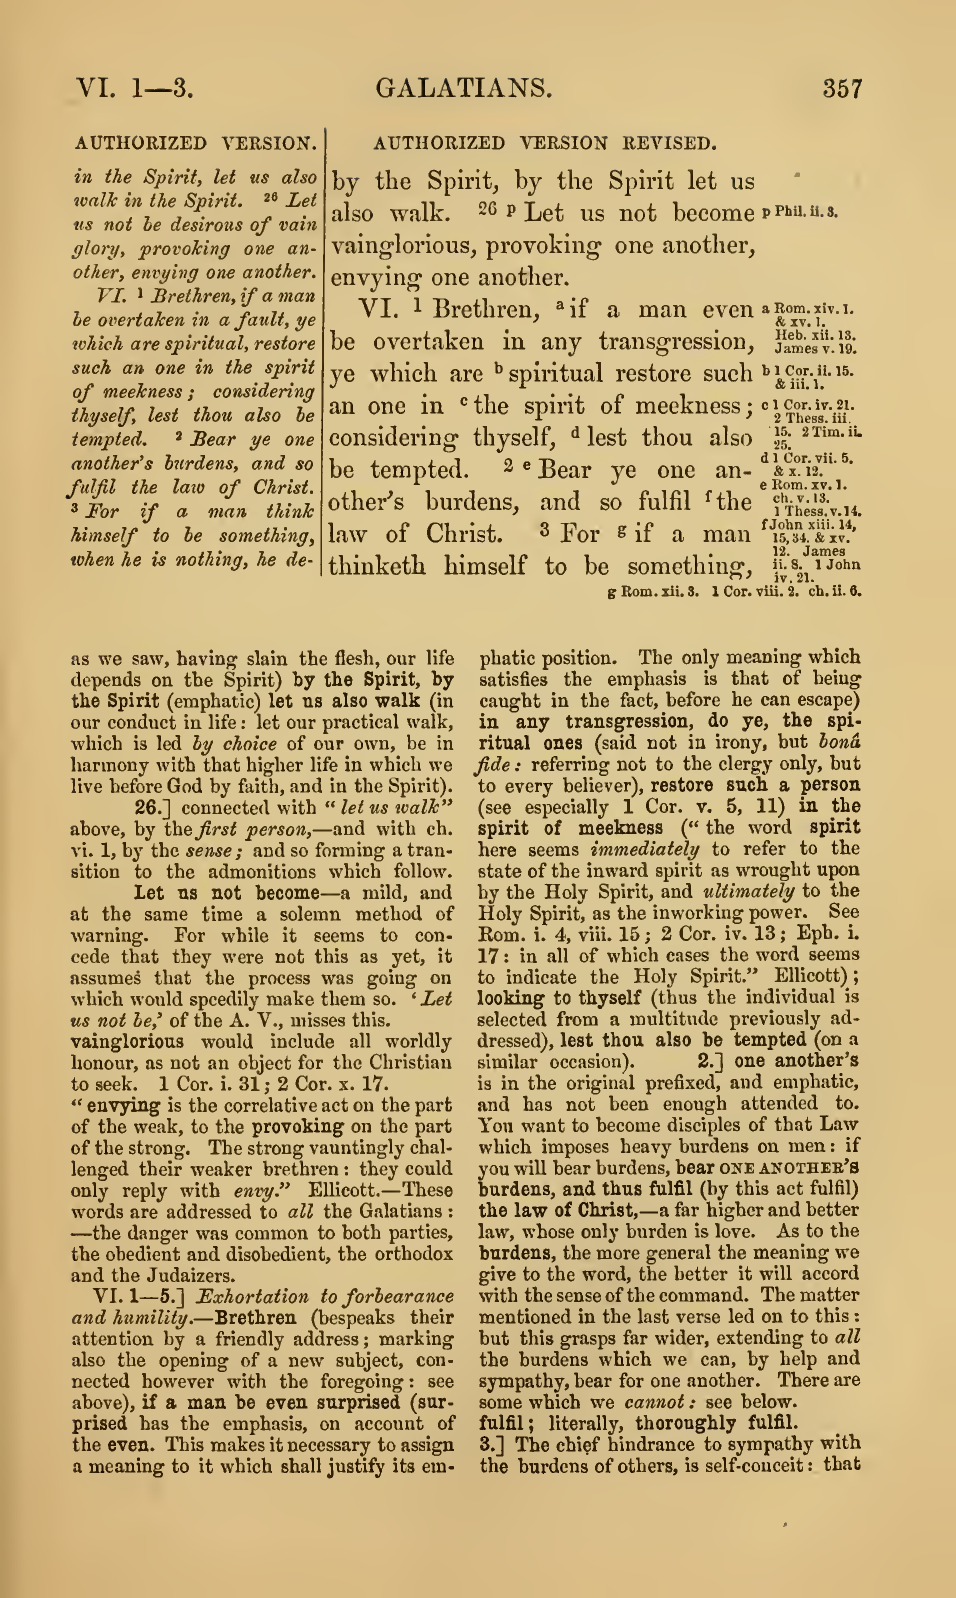 VI. 1—3.
GALATIANS.
357
AUTHORIZED VERSION.
in the Spirit, let us also
walk in the Spirit. 26 Let
us not be desirous of vain
glory, provoking one an-
other, envying one another.
VI. 1 Brethren, if a man
be overtaken in a fault, ye
which are spiritual, restore
such an one in the spirit
of meekness; considering
thyself, lest thou also be
tempted. 2 Bear ye one
another's burdens, and so
fulfil the law of Christ.
3 For if a man think
himself to be something,
when he is nothing, he de-
AUTHORIZED VERSION REVISED.
by the Spirit, by the Spirit let us
also walk. 26 p Let us not become
vainglorious, provoking one another,
envying one another.
VI. 1 Brethren, a if a man even
be overtaken in any transgression,
ye which are b spiritual restore such
an one in c the spirit of meekness;
considering thyself, d lest thou also
be tempted. 2 e Bear ye one an-
other's burdens, and so fulfil f the
law of Christ. 3 For g if a man
thinketh himself to be something,
p Phil. ii. 3.
a Rom. xiv. 1.
& xv. 1.
Heb. xii. 13.
James v. 19.
b 1 Cor. ii. 15.
& iii. 1.
c 1 Cor. iv. 21.
2 Thess. iii.
15. 2 Tim. ii.
25.
d 1 Cor. vii. 5.
& x. 12.
e Rom. xv. 1.
ch. v. 13.
1 Thess. v. 14.
f John xiii. 14,
15, 34. & xv.
12. James
ii. 8. 1 John
iv. 21.
g Rom. xii. 3. 1 Cor. viii. 2. ch. ii. 6.
as we saw, having slain the flesh, our life
depends on the Spirit) by the Spirit, by
the Spirit (emphatic) let us also walk (in
our conduct in life: let our practical walk,
which is led by choice of our own, be in
harmony with that higher life in which we
live before God by faith, and in the Spirit).
26.] connected with "let us walk"
above, by the first person,—and with ch.
vi. 1, by the sense; and so forming a tran-
sition to the admonitions which follow.
Let us not become—a mild, and
at the same time a solemn method of
warning. For while it seems to con-
cede that they were not this as yet, it
assumes that the process was going on
which would speedily make them so. 'Let
us not be,' of the A. V., misses this.
vainglorious would include all worldly
honour, as not an object for the Christian
to seek. 1 Cor. i. 31; 2 Cor. x. 17.
"envying is the correlative act on the part
of the weak, to the provoking on the part
of the strong. The strong vauntingly chal-
lenged their weaker brethren: they could
only reply with envy." Ellicott.—These
words are addressed to all the Galatians:
—the danger was common to both parties,
the obedient and disobedient, the orthodox
and the Judaizers.
VI. 1—5.] Exhortation to forbearance
and humility.—Brethren (bespeaks their
attention by a friendly address; marking
also the opening of a new subject, con-
nected however with the foregoing: see
above), if a man be even surprised (sur-
prised has the emphasis, on account of
the even. This makes it necessary to assign
a meaning to it which shall justify its em-
phatic position. The only meaning which
satisfies the emphasis is that of being
caught in the fact, before he can escape)
in any transgression, do ye, the spi-
ritual ones (said not in irony, but bonâ
fide: referring not to the clergy only, but
to every believer), restore such a person
(see especially 1 Cor. v. 5, 11) in the
spirit of meekness ("the word spirit
here seems immediately to refer to the
state of the inward spirit as wrought upon
by the Holy Spirit, and ultimately to the
Holy Spirit, as the inworking power. See
Rom. i. 4, viii. 15; 2 Cor. iv. 13; Eph. i.
17: in all of which cases the word seems
to indicate the Holy Spirit." Ellicott);
looking to thyself (thus the individual is
selected from a multitude previously ad-
dressed), lest thou also be tempted (on a
similar occasion). 2.] one another's
is in the original prefixed, and emphatic,
and has not been enough attended to.
You want to become disciples of that Law
which imposes heavy burdens on men: if
you will bear burdens, bear ONE ANOTHER'S
burdens, and thus fulfil (by this act fulfil)
the law of Christ,—a far higher and better
law, whose only burden is love. As to the
burdens, the more general the meaning we
give to the word, the better it will accord
with the sense of the command. The matter
mentioned in the last verse led on to this:
but this grasps far wider, extending to all
the burdens which we can, by help and
sympathy, bear for one another. There are
some which we cannot: see below.
fulfil; literally, thoroughly fulfil.
3.] The chief hindrance to sympathy with
the burdens of others, is self-conceit: that